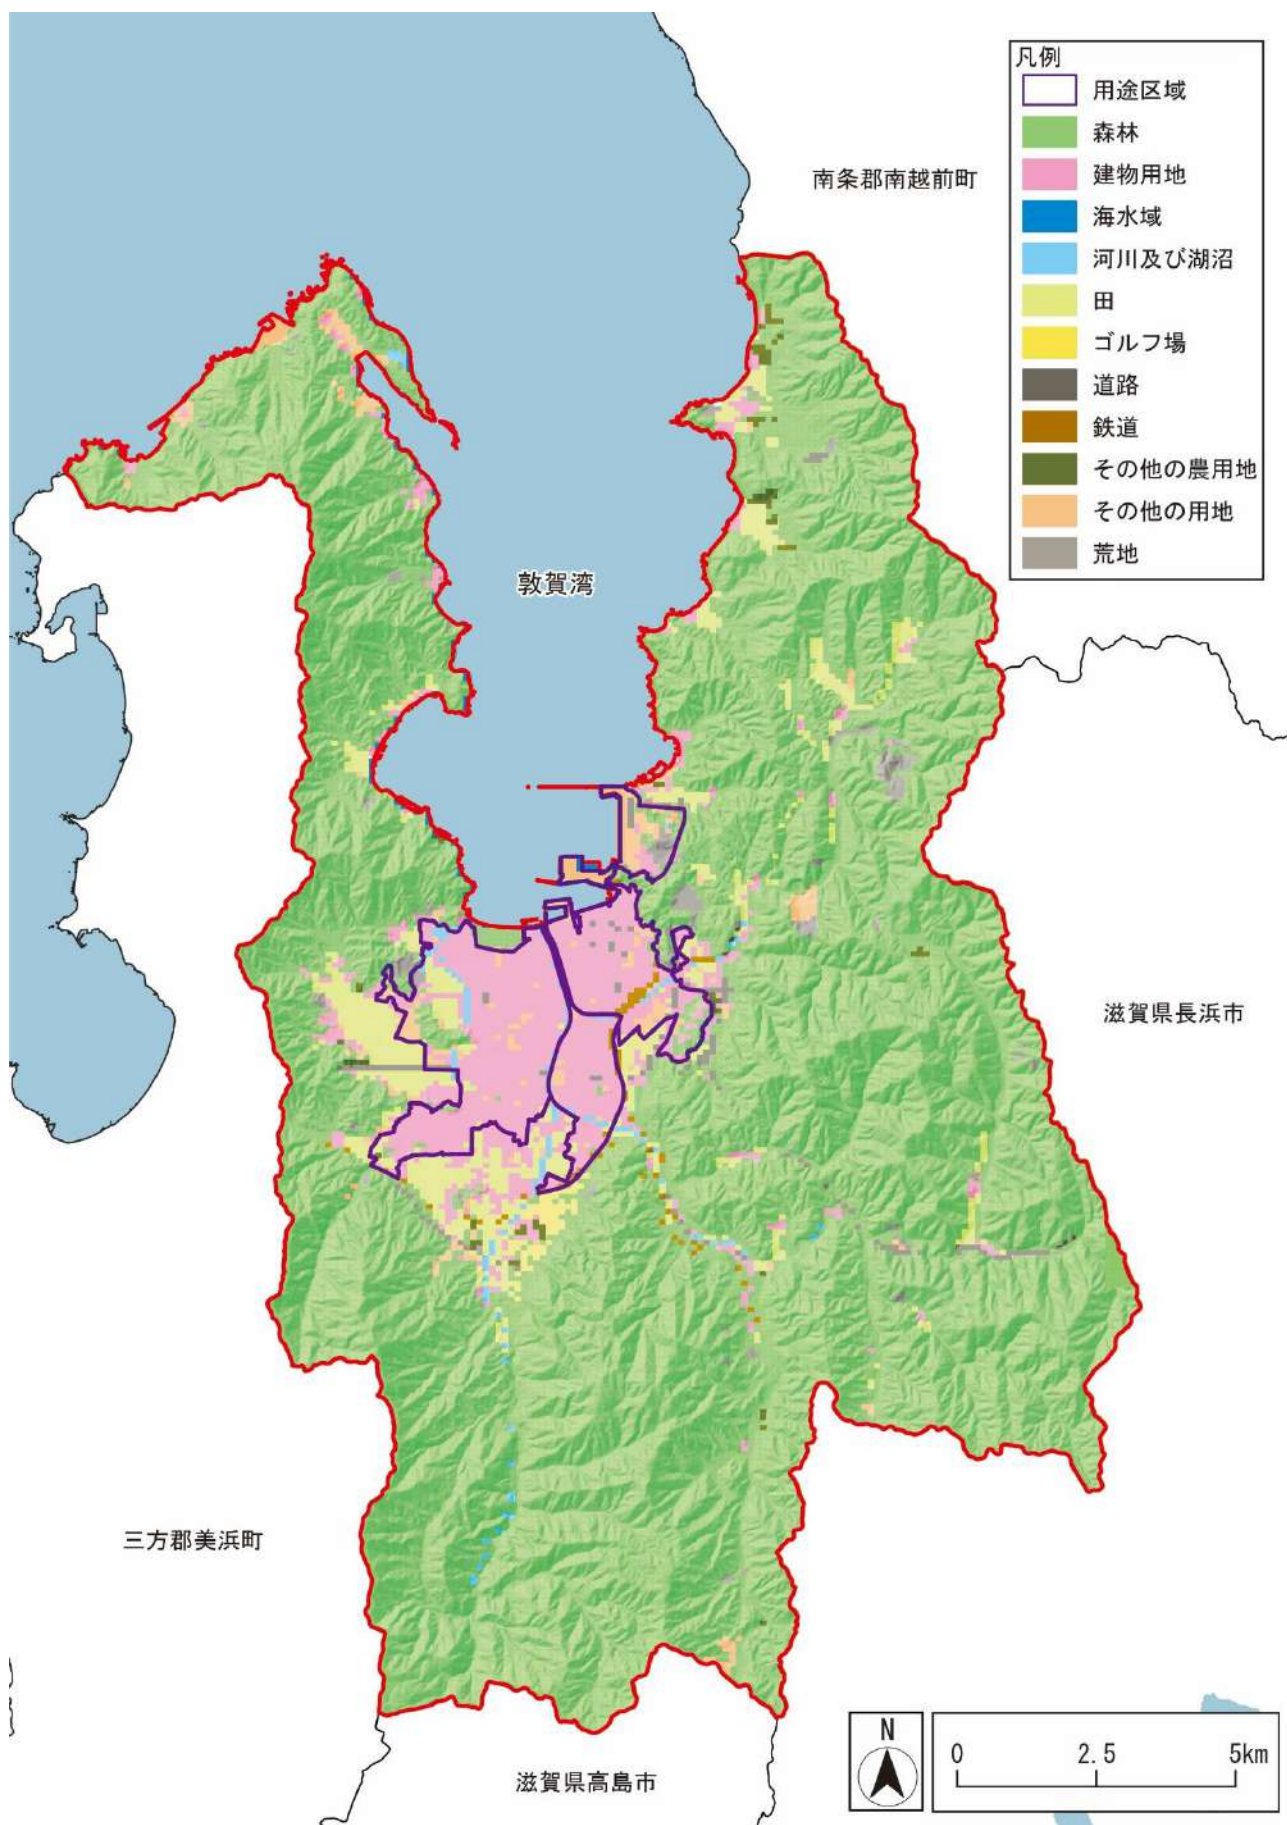 凡例
用途区域
森林
建物用地
海水域
河川及び湖沼
田
ゴルフ場
道路
鉄道
その他の農用地
その他の用地
荒地
南条郡南越前町
敦賀湾
滋賀県長浜市
三方郡美浜町
滋賀県高島市
N
0 2.5 5km